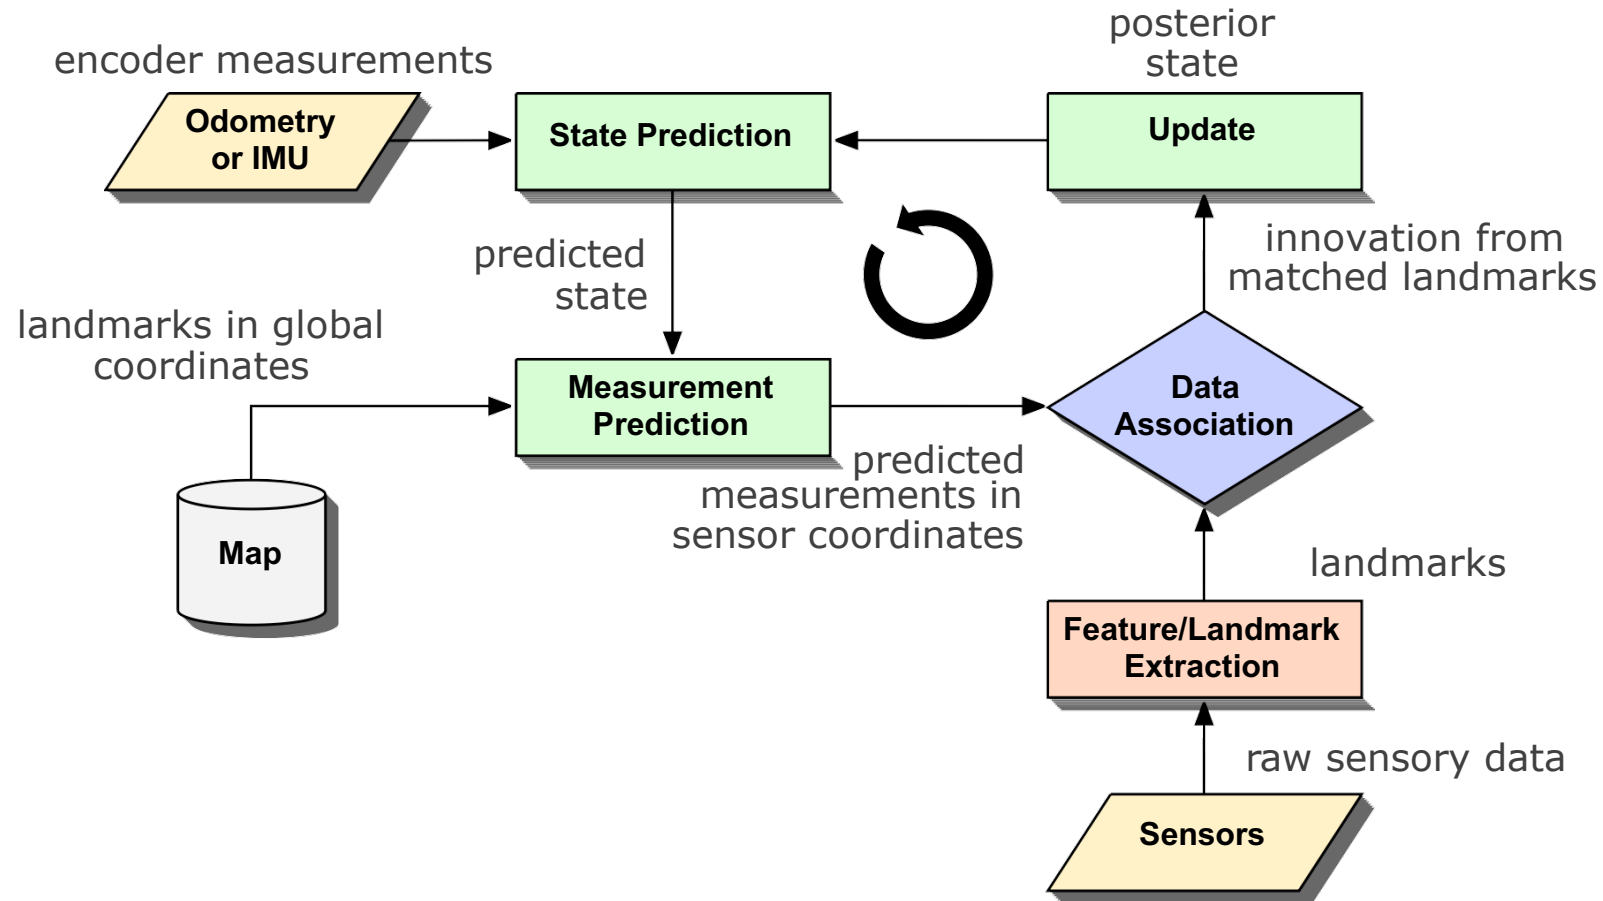 posterior
state
encoder measurements
Odometry
or IMU
State Prediction
Update
predicted
state
innovation from
matched landmarks
landmarks in global
coordinates
Measurement
Prediction
Data
Association
predicted
measurements in
sensor coordinates
Map
landmarks
Feature/Landmark
Extraction
raw sensory data
Sensors